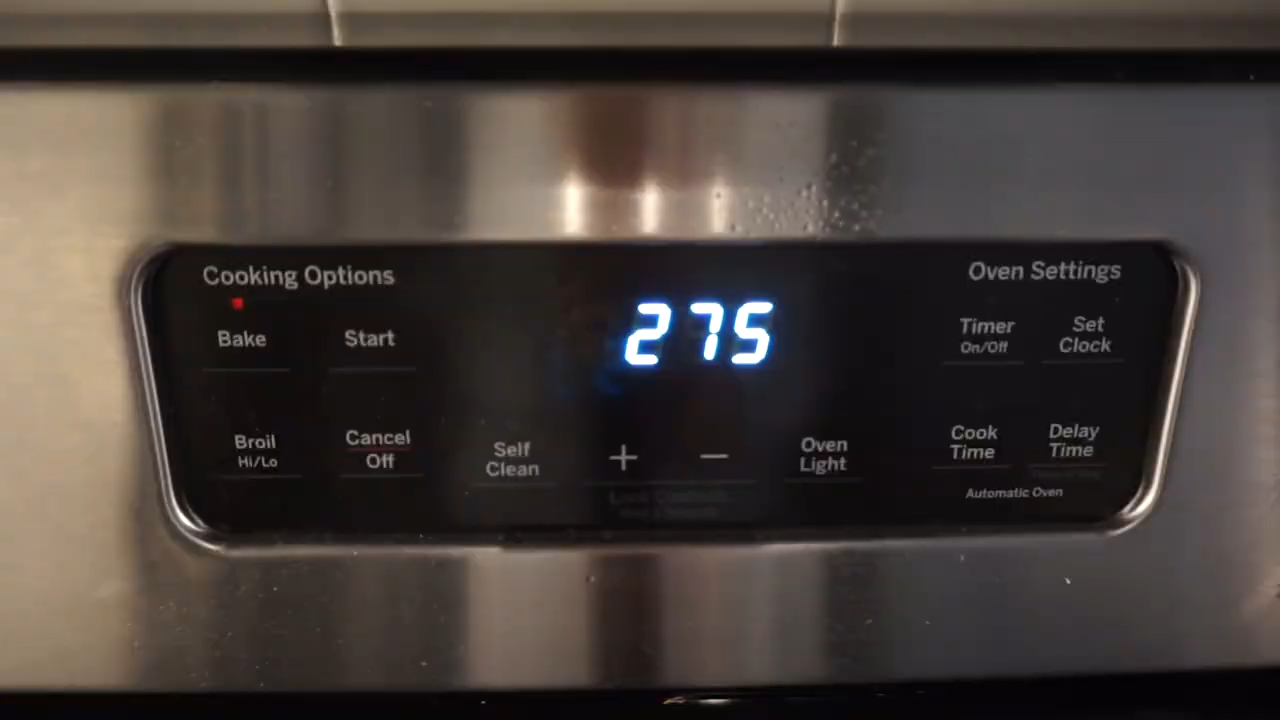 Cooking Options
Oven Settings
275
Bake
Start
Timer
On/Off
Set
Clock
Broil
Hi/Lo
Cancel
Off
Self
Clean
+
−
Oven
Light
Cook
Time
Delay
Time
Automatic Oven